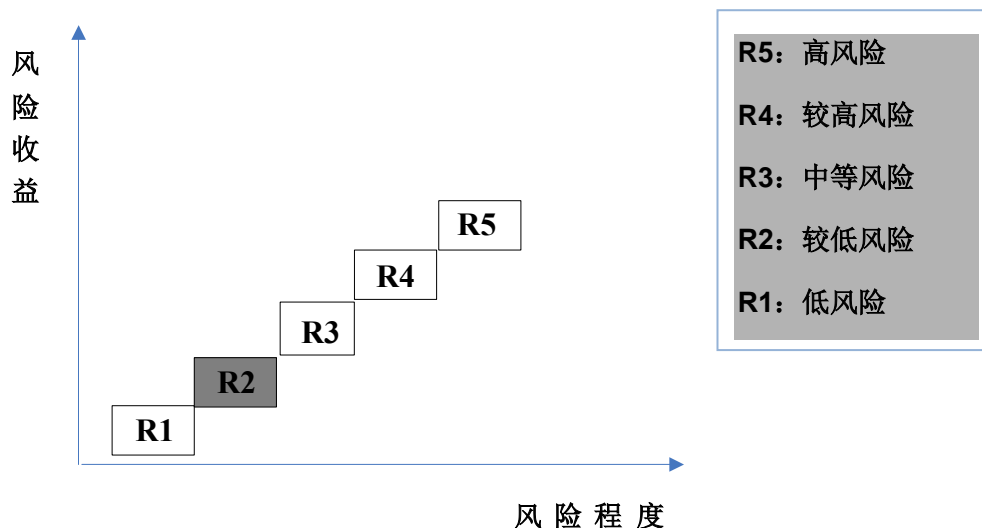 风险收益
R5：高风险
R4：较高风险
R3：中等风险
R2：较低风险
R1：低风险
R5
R4
R3
R2
R1
风 险 程 度